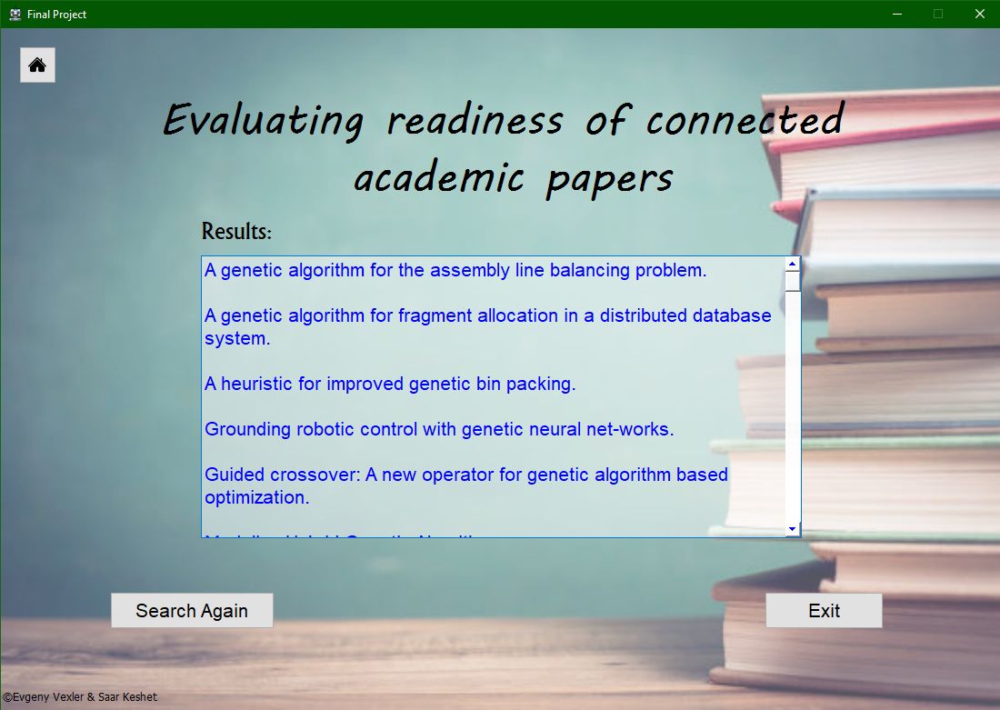 Final Project
Evaluating readiness of connected
academic papers
Results:
A genetic algorithm for the assembly line balancing problem.
A genetic algorithm for fragment allocation in a distributed database
system.
A heuristic for improved genetic bin packing.
Grounding robotic control with genetic neural net-works.
Guided crossover: A new operator for genetic algorithm based
optimization.
Search Again
Exit
©Evgeny Vexler & Saar Keshet